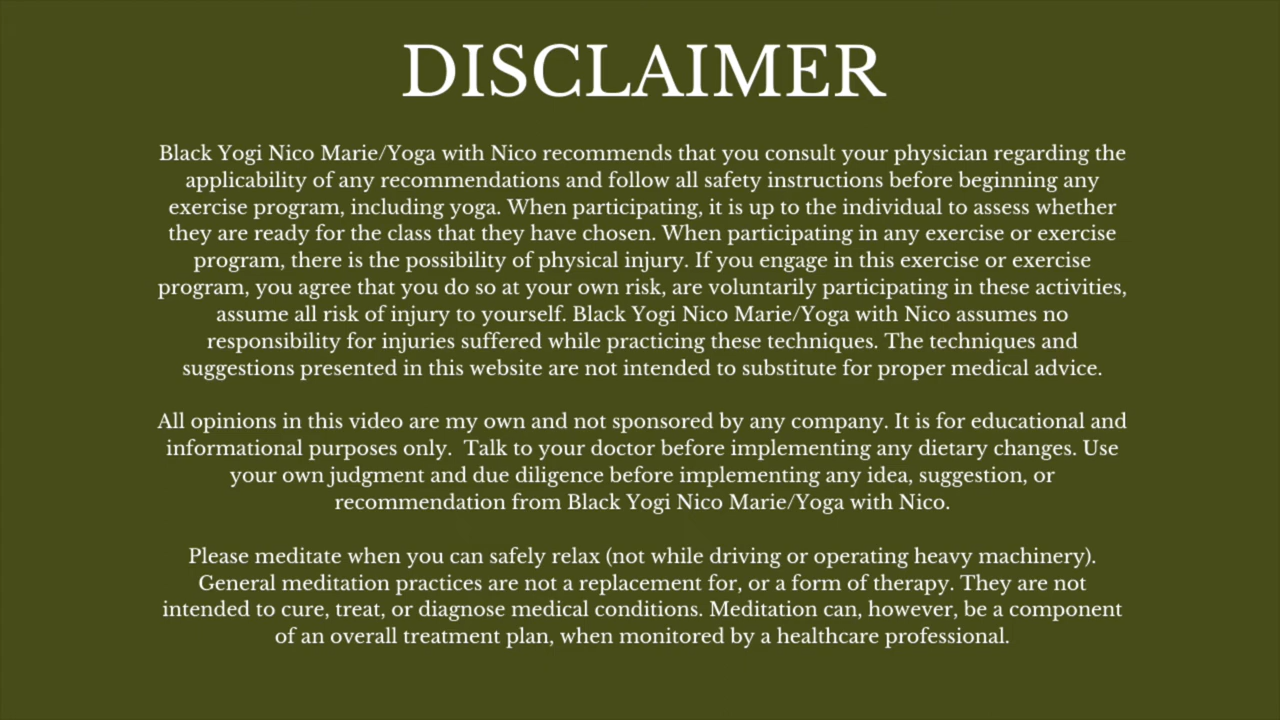 DISCLAIMER
Black Yogi Nico Marie/Yoga with Nico recommends that you consult your physician regarding the
applicability of any recommendations and follow all safety instructions before beginning any
exercise program, including yoga. When participating, it is up to the individual to assess whether
they are ready for the class that they have chosen. When participating in any exercise or exercise
program, there is the possibility of physical injury. If you engage in this exercise or exercise
program, you agree that you do so at your own risk, are voluntarily participating in these activities,
assume all risk of injury to yourself. Black Yogi Nico Marie/Yoga with Nico assumes no
responsibility for injuries suffered while practicing these techniques. The techniques and
suggestions presented in this website are not intended to substitute for proper medical advice.
All opinions in this video are my own and not sponsored by any company. It is for educational and
informational purposes only.  Talk to your doctor before implementing any dietary changes. Use
your own judgment and due diligence before implementing any idea, suggestion, or
recommendation from Black Yogi Nico Marie/Yoga with Nico.
Please meditate when you can safely relax (not while driving or operating heavy machinery).
General meditation practices are not a replacement for, or a form of therapy. They are not
intended to cure, treat, or diagnose medical conditions. Meditation can, however, be a component
of an overall treatment plan, when monitored by a healthcare professional.